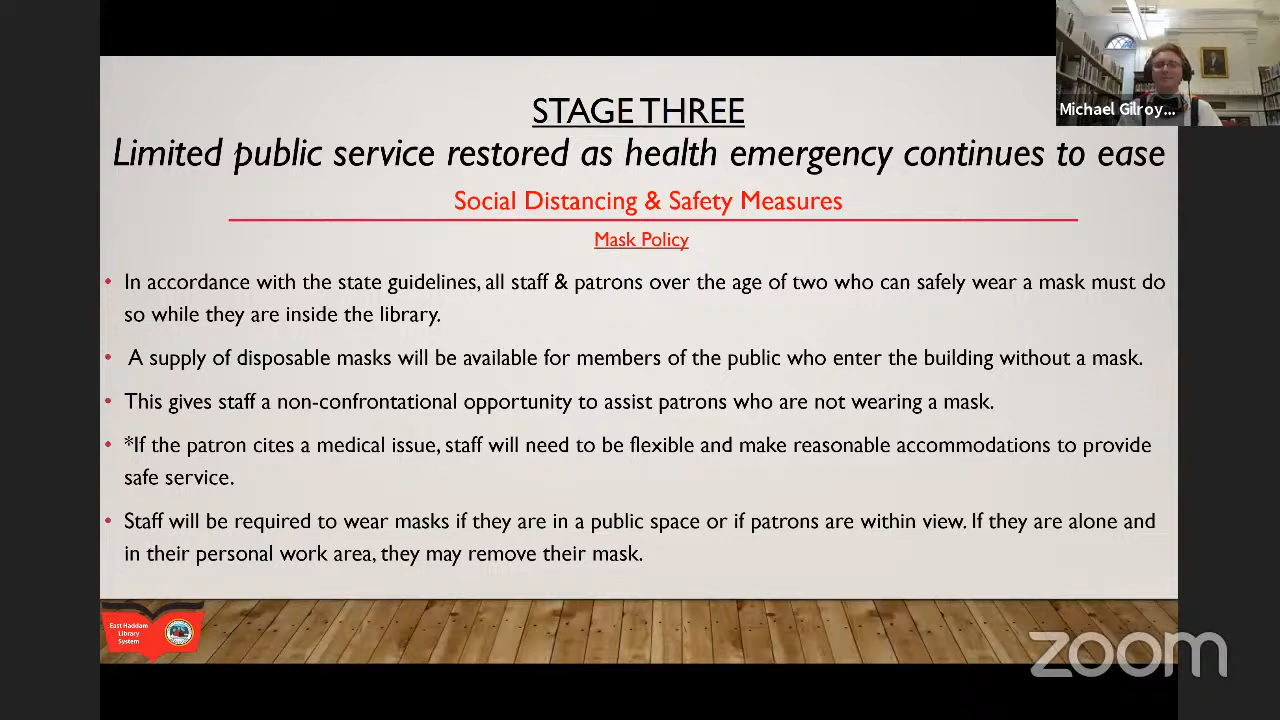 Michael Gilroy...
STAGE THREE
Limited public service restored as health emergency continues to ease
Social Distancing & Safety Measures
Mask Policy
• In accordance with the state guidelines, all staff & patrons over the age of two who can safely wear a mask must do
so while they are inside the library.
• A supply of disposable masks will be available for members of the public who enter the building without a mask.
• This gives staff a non-confrontational opportunity to assist patrons who are not wearing a mask.
• *If the patron cites a medical issue, staff will need to be flexible and make reasonable accommodations to provide
safe service.
• Staff will be required to wear masks if they are in a public space or if patrons are within view. If they are alone and
in their personal work area, they may remove their mask.
East Haddam
Library
System
zoom